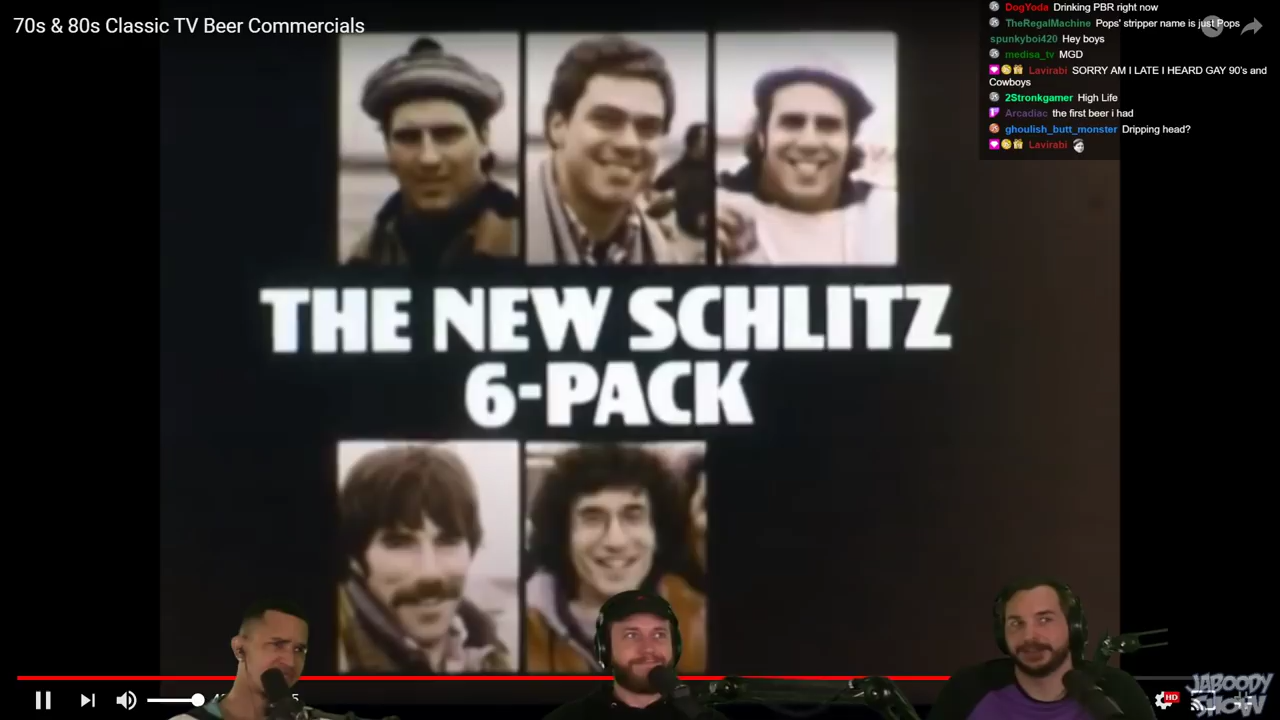 70s & 80s Classic TV Beer Commercials
DogYoda Drinking PBR right now
TheRegalMachine Pops' stripper name is just Pops
spunkyboi420 Hey boys
medisa_tv MGD
Lavirabi SORRY AM I LATE I HEARD GAY 90's and
Cowboys
2Stronkgamer High Life
Arcadiac the first beer i had
ghoulish_butt_monster Dripping head?
Lavirabi
THE NEW SCHLITZ
6-PACK
HD
JABOODY
SHOW